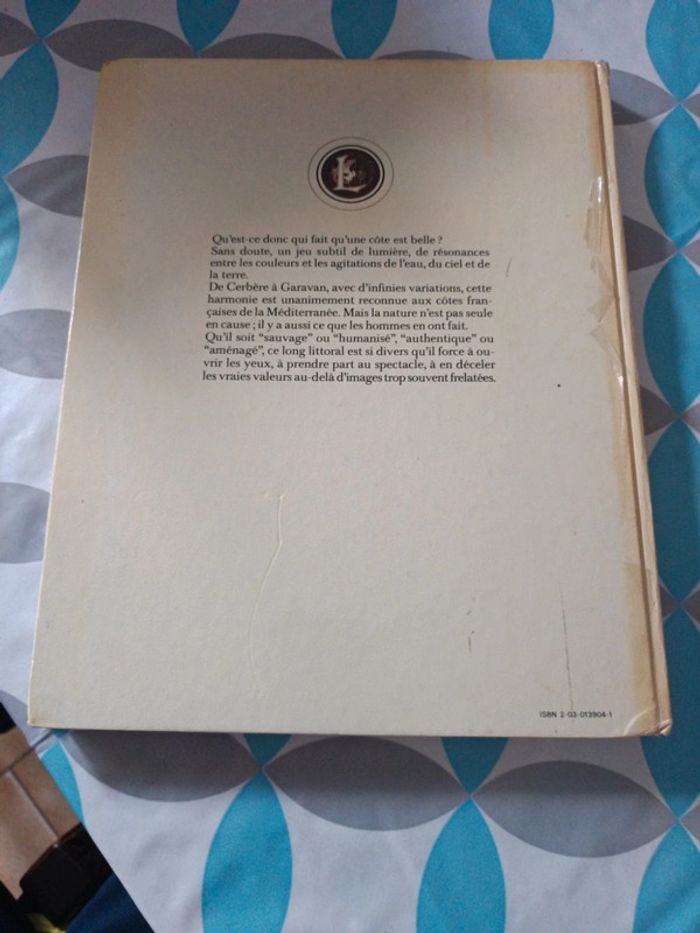 L
Qu'est-ce donc qui fait qu'une côte est belle ?
Sans doute, un jeu subtil de lumière, de résonances
entre les couleurs et les agitations de l'eau, du ciel et de
la terre.
De Cerbère à Garavan, avec d'infinies variations, cette
harmonie est unanimement reconnue aux côtes fran-
çaises de la Méditerranée. Mais la nature n'est pas seule
en cause ; il y a aussi ce que les hommes en ont fait.
Qu'il soit “sauvage” ou “humanisé”, “authentique” ou
“aménagé”, ce long littoral est si divers qu'il force à ou-
vrir les yeux, à prendre part au spectacle, à en déceler
les vraies valeurs au-delà d'images trop souvent frelatées.
ISBN 2-03-013904-1